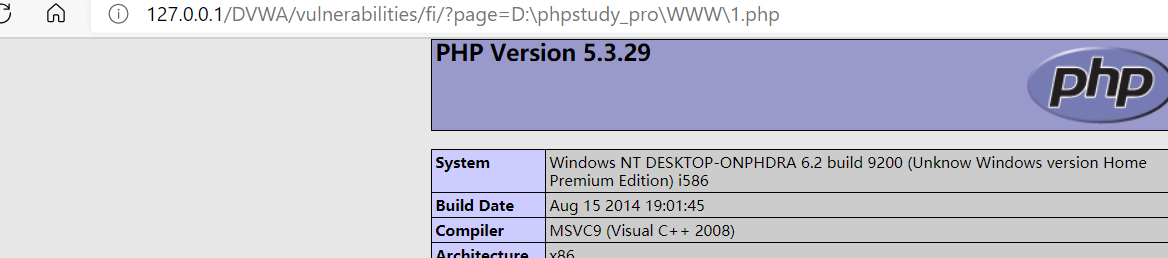 127.0.0.1/DVWA/vulnerabilities/fi/?page=D:\phpstudy_pro\WWW\1.php
PHP Version 5.3.29
php
System Windows NT DESKTOP-ONPHDRA 6.2 build 9200 (Unknow Windows version Home
Premium Edition) i586
Build Date Aug 15 2014 19:01:45
Compiler MSVC9 (Visual C++ 2008)
Architecture x86